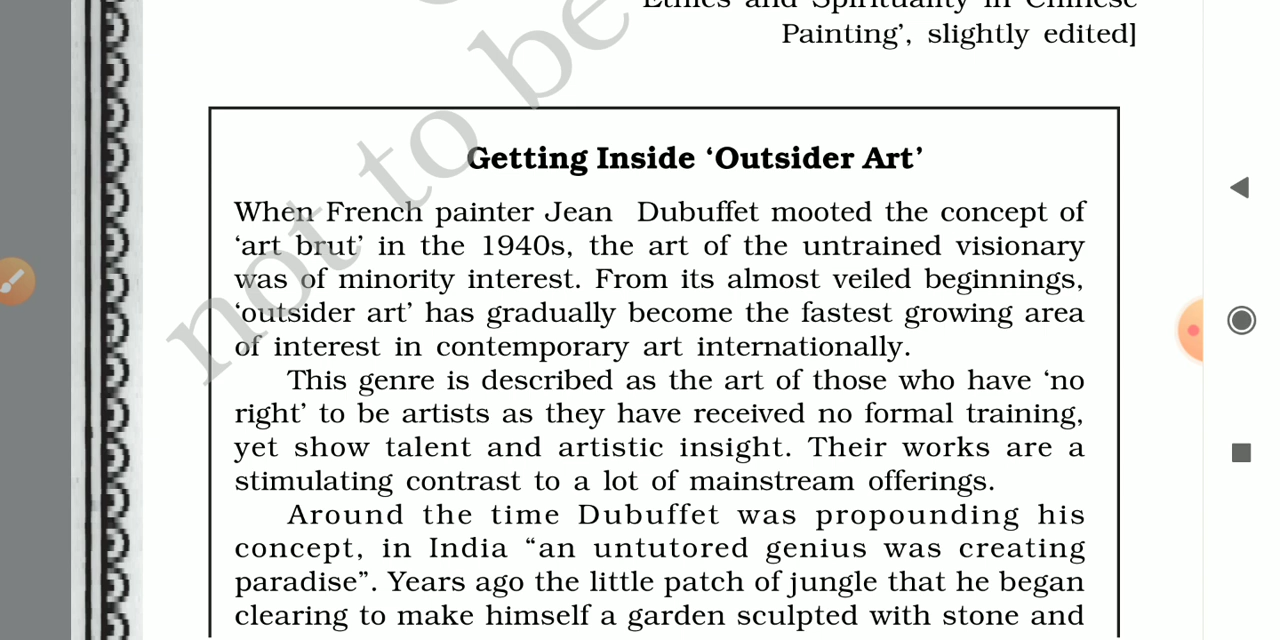 Painting’, slightly edited]
not to be
Getting Inside ‘Outsider Art’
When French painter Jean Dubuffet mooted the concept of
‘art brut’ in the 1940s, the art of the untrained visionary
was of minority interest. From its almost veiled beginnings,
‘outsider art’ has gradually become the fastest growing area
of interest in contemporary art internationally.
This genre is described as the art of those who have ‘no
right’ to be artists as they have received no formal training,
yet show talent and artistic insight. Their works are a
stimulating contrast to a lot of mainstream offerings.
Around the time Dubuffet was propounding his
concept, in India “an untutored genius was creating
paradise”. Years ago the little patch of jungle that he began
clearing to make himself a garden sculpted with stone and